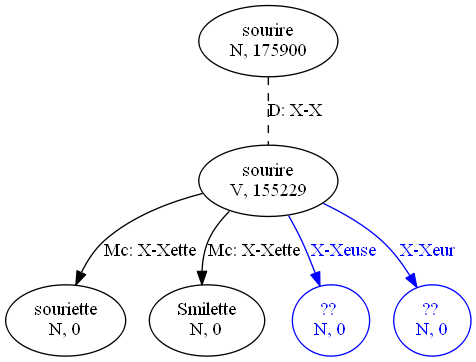 sourire
N, 175900
D: X-X
sourire
V, 155229
Mc: X-Xette
Mc: X-Xette
X-Xeuse
X-Xeur
souriette
N, 0
Smilette
N, 0
??
N, 0
??
N, 0